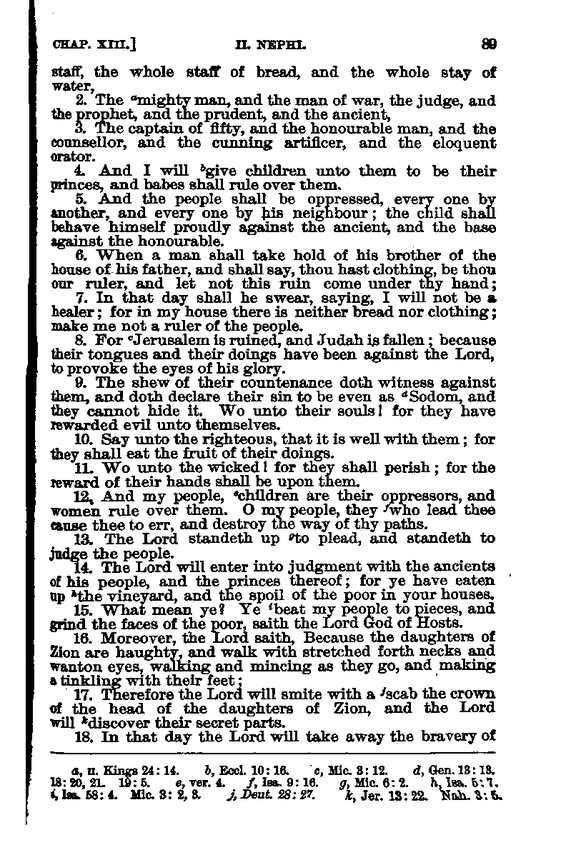 CHAP. XIII.] II. NEPHI. 89
staff, the whole staff of bread, and the whole stay of
water,
2. The ᵃmighty man, and the man of war, the judge, and
the prophet, and the prudent, and the ancient,
3. The captain of fifty, and the honourable man, and the
counsellor, and the cunning artificer, and the eloquent
orator.
4. And I will ᵇgive children unto them to be their
princes, and babes shall rule over them.
5. And the people shall be oppressed, every one by
another, and every one by his neighbour; the child shall
behave himself proudly against the ancient, and the base
against the honourable.
6. When a man shall take hold of his brother of the
house of his father, and shall say, thou hast clothing, be thou
our ruler, and let not this ruin come under thy hand;
7. In that day shall he swear, saying, I will not be a
healer; for in my house there is neither bread nor clothing;
make me not a ruler of the people.
8. For ᶜJerusalem is ruined, and Judah is fallen; because
their tongues and their doings have been against the Lord,
to provoke the eyes of his glory.
9. The shew of their countenance doth witness against
them, and doth declare their sin to be even as ᵈSodom, and
they cannot hide it. Wo unto their souls! for they have
rewarded evil unto themselves.
10. Say unto the righteous, that it is well with them; for
they shall eat the fruit of their doings.
11. Wo unto the wicked! for they shall perish; for the
reward of their hands shall be upon them.
12. And my people, ᵉchildren are their oppressors, and
women rule over them. O my people, they ᶠwho lead thee
cause thee to err, and destroy the way of thy paths.
13. The Lord standeth up ᵍto plead, and standeth to
judge the people.
14. The Lord will enter into judgment with the ancients
of his people, and the princes thereof; for ye have eaten
up ʰthe vineyard, and the spoil of the poor in your houses.
15. What mean ye? Ye ⁱbeat my people to pieces, and
grind the faces of the poor, saith the Lord God of Hosts.
16. Moreover, the Lord saith, Because the daughters of
Zion are haughty, and walk with stretched forth necks and
wanton eyes, walking and mincing as they go, and making
a tinkling with their feet;
17. Therefore the Lord will smite with a ʲscab the crown
of the head of the daughters of Zion, and the Lord
will ᵏdiscover their secret parts.
18. In that day the Lord will take away the bravery of
a, II. Kings 24: 14. b, Eccl. 10: 16. c, Mic. 3: 12. d, Gen. 13: 13.
18: 20, 21. 19: 5. e, ver. 4. f, Isa. 9: 16. g, Mic. 6: 2. h, Isa. 5: 7.
i, Isa. 58: 4. Mic. 3: 2, 3. j, Deut. 28: 27. k, Jer. 13: 22. Nah. 3: 5.